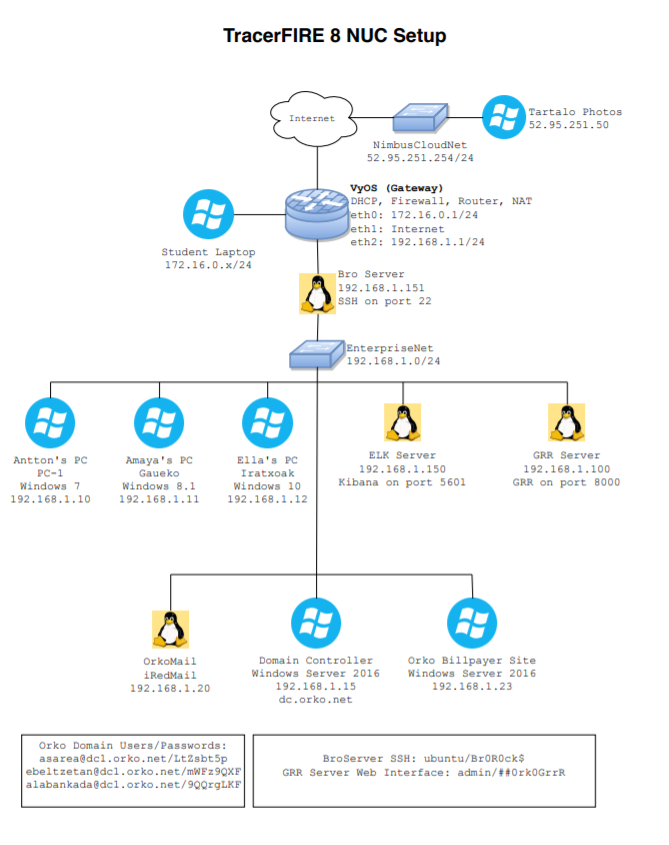 TracerFIRE 8 NUC Setup
Internet
Tartalo Photos
52.95.251.50
NimbusCloudNet
52.95.251.254/24
VyOS (Gateway)
DHCP, Firewall, Router, NAT
eth0: 172.16.0.1/24
eth1: Internet
eth2: 192.168.1.1/24
Student Laptop
172.16.0.x/24
Bro Server
192.168.1.151
SSH on port 22
EnterpriseNet
192.168.1.0/24
Antton's PC
PC-1
Windows 7
192.168.1.10
Amaya's PC
Gaueko
Windows 8.1
192.168.1.11
Ella's PC
Iratxoak
Windows 10
192.168.1.12
ELK Server
192.168.1.150
Kibana on port 5601
GRR Server
192.168.1.100
GRR on port 8000
OrkoMail
iRedMail
192.168.1.20
Domain Controller
Windows Server 2016
192.168.1.15
dc.orko.net
Orko Billpayer Site
Windows Server 2016
192.168.1.23
Orko Domain Users/Passwords:
asarea@dcl.orko.net/LtZsbt5p
ebeltzetan@dcl.orko.net/mWFz9QXF
alabankada@dcl.orko.net/9QQrgLKF
BroServer SSH: ubuntu/Br0R0ck$
GRR Server Web Interface: admin/##0rk0GrrR